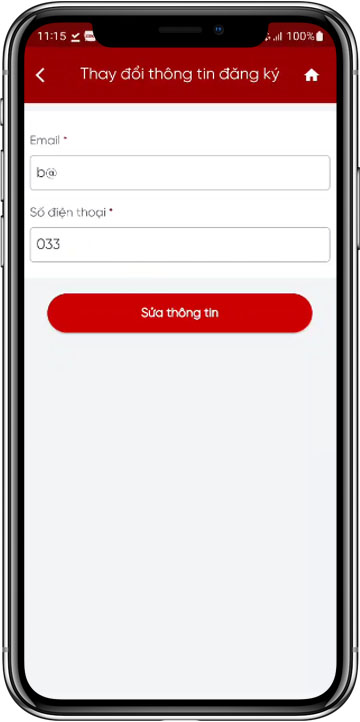 11:15
100%
Thay đổi thông tin đăng ký
Email *
b@
Số điện thoại *
033
Sửa thông tin